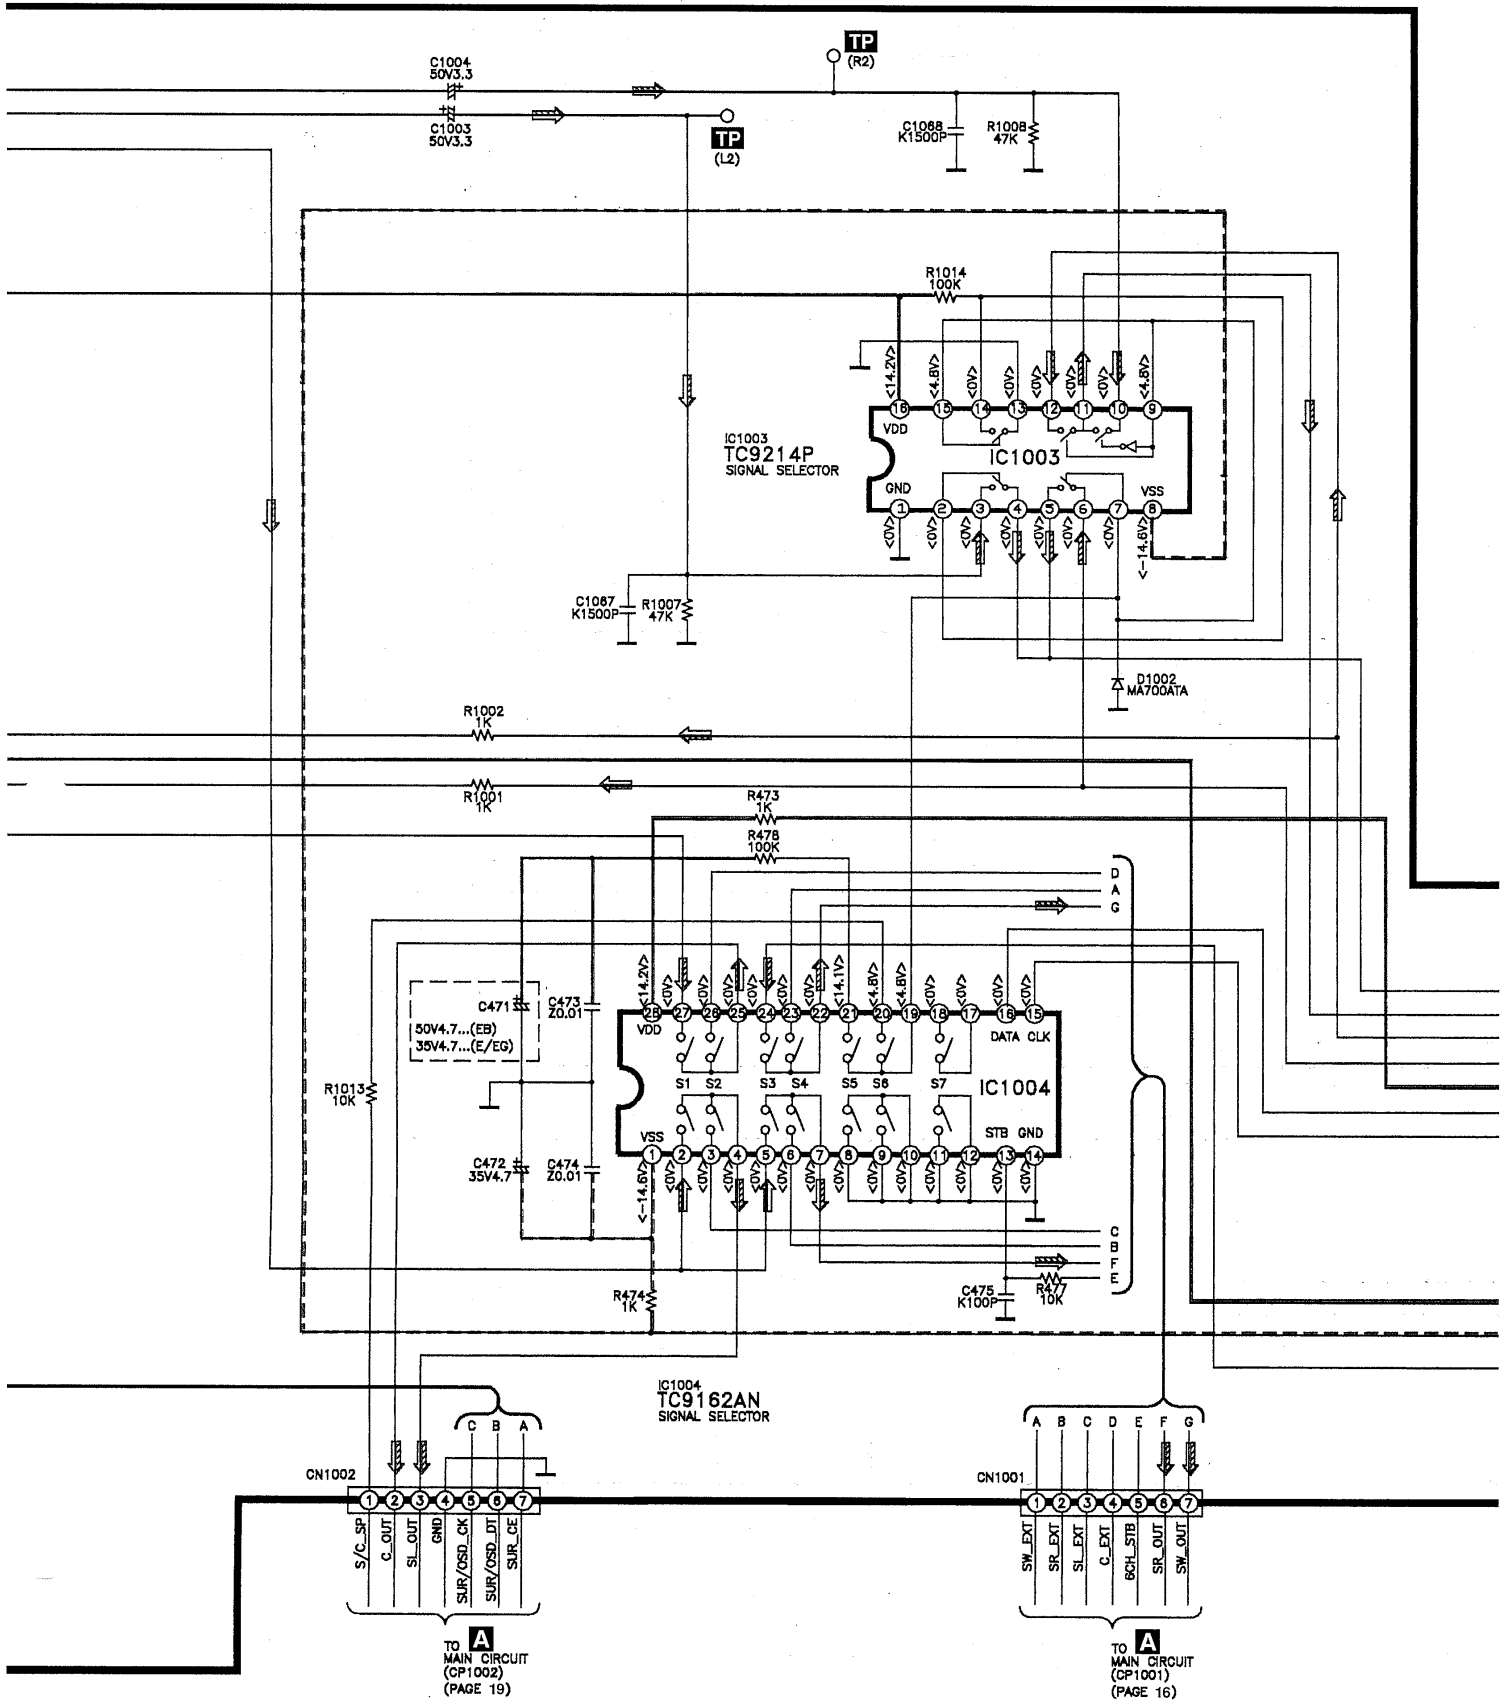 TP
(R2)
C1004
50V3.3
C1003
50V3.3
TP
(L2)
C1068
K1500P
R1008
47K
R1014
100K
<14.2V>
<4.8V>
<0V>
<0V>
<0V>
<0V>
<0V>
<4.8V>
16
15
14
13
12
11
10
9
VDD
IC1003
TC9214P
SIGNAL SELECTOR
IC1003
GND
VSS
1
2
3
4
5
6
7
8
<0V>
<0V>
<0V>
<0V>
<0V>
<0V>
<0V>
<-14.6V>
C1067
K1500P
R1007
47K
D1002
MA700ATA
R1002
1K
R1001
1K
R473
1K
R478
100K
D
A
G
<14.2V>
<0V>
<0V>
<0V>
<0V>
<0V>
<0V>
<14.1V>
<4.8V>
<4.8V>
<0V>
<0V>
<0V>
<0V>
C471
50V4.7...(EB)
35V4.7...(E/EG)
C473
Z0.01
28
27
26
25
24
23
22
21
20
19
18
17
16
15
VDD
DATA CLK
R1013
10K
S1
S2
S3
S4
S5
S6
S7
IC1004
VSS
STB GND
1
2
3
4
5
6
7
8
9
10
11
12
13
14
C472
35V4.7
C474
Z0.01
<-14.6V>
<0V>
<0V>
<0V>
<0V>
<0V>
<0V>
<0V>
<0V>
<0V>
<0V>
<0V>
<0V>
<0V>
C
B
F
E
R474
1K
C475
K100P
R477
10K
IC1004
TC9162AN
SIGNAL SELECTOR
C B A
A B C D E F G
CN1002
1 2 3 4 5 6 7
S/C_SP
C_OUT
SL_OUT
GND
SUR/OSD_CK
SUR/OSD_DT
SUR_CE
TO A
MAIN CIRCUIT
(CP1002)
(PAGE 19)
CN1001
1 2 3 4 5 6 7
SW_EXT
SR_EXT
SL_EXT
C_EXT
6CH_STB
SR_OUT
SW_OUT
TO A
MAIN CIRCUIT
(CP1001)
(PAGE 16)